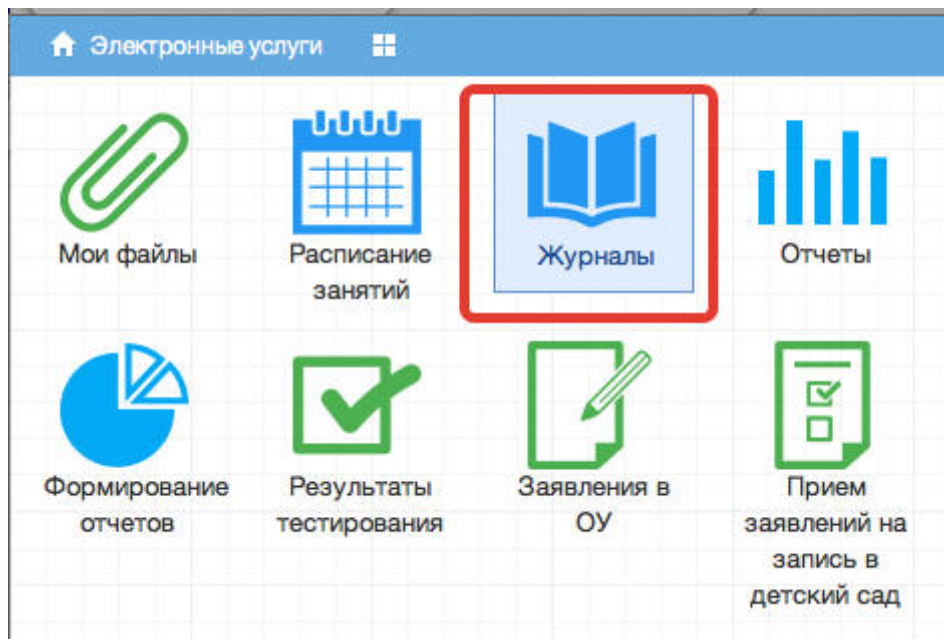 Электронные услуги
Мои файлы
Расписание
занятий
Журналы
Отчеты
Формирование
отчетов
Результаты
тестирования
Заявления в
ОУ
Прием
заявлений на
запись в
детский сад